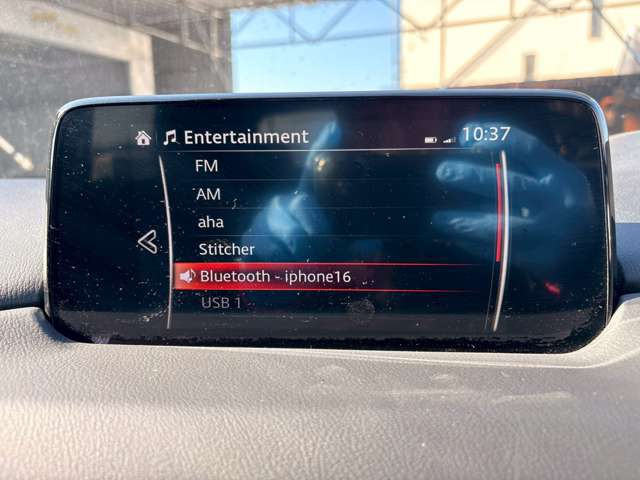 Entertainment 10:37
FM
AM
aha
Stitcher
Bluetooth - iphone16
USB 1